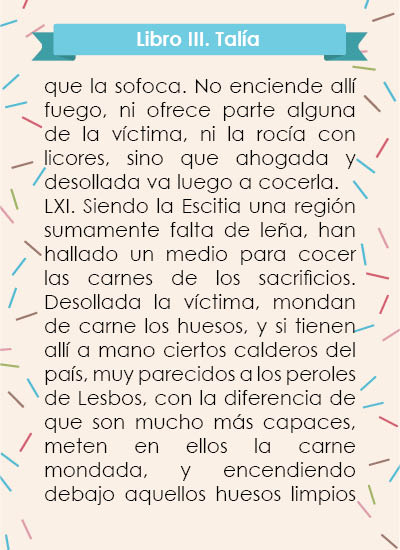 Libro III. Talía
que la sofoca. No enciende allí
fuego, ni ofrece parte alguna
de la víctima, ni la rocía con
licores, sino que ahogada y
desollada va luego a cocerla.
LXI. Siendo la Escitia una región
sumamente falta de leña, han
hallado un medio para cocer
las carnes de los sacrificios.
Desollada la víctima, mondan
de carne los huesos, y si tienen
allí a mano ciertos calderos del
país, muy parecidos a los peroles
de Lesbos, con la diferencia de
que son mucho más capaces,
meten en ellos la carne
mondada, y encendiendo
debajo aquellos huesos limpios